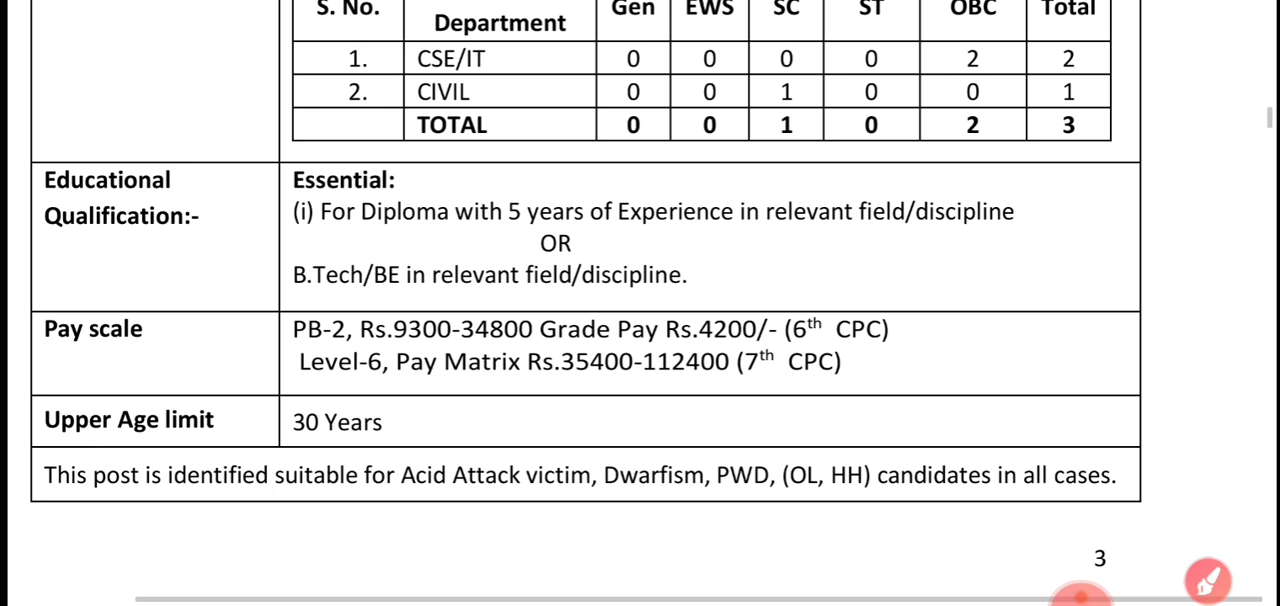 S. No. Department Gen EWS SC ST OBC Total
1. CSE/IT 0 0 0 0 2 2
2. CIVIL 0 0 1 0 0 1
TOTAL 0 0 1 0 2 3
Educational Qualification:-
Essential:
(i) For Diploma with 5 years of Experience in relevant field/discipline
OR
B.Tech/BE in relevant field/discipline.
Pay scale
PB-2, Rs.9300-34800 Grade Pay Rs.4200/- (6th CPC)
Level-6, Pay Matrix Rs.35400-112400 (7th CPC)
Upper Age limit
30 Years
This post is identified suitable for Acid Attack victim, Dwarfism, PWD, (OL, HH) candidates in all cases.
3